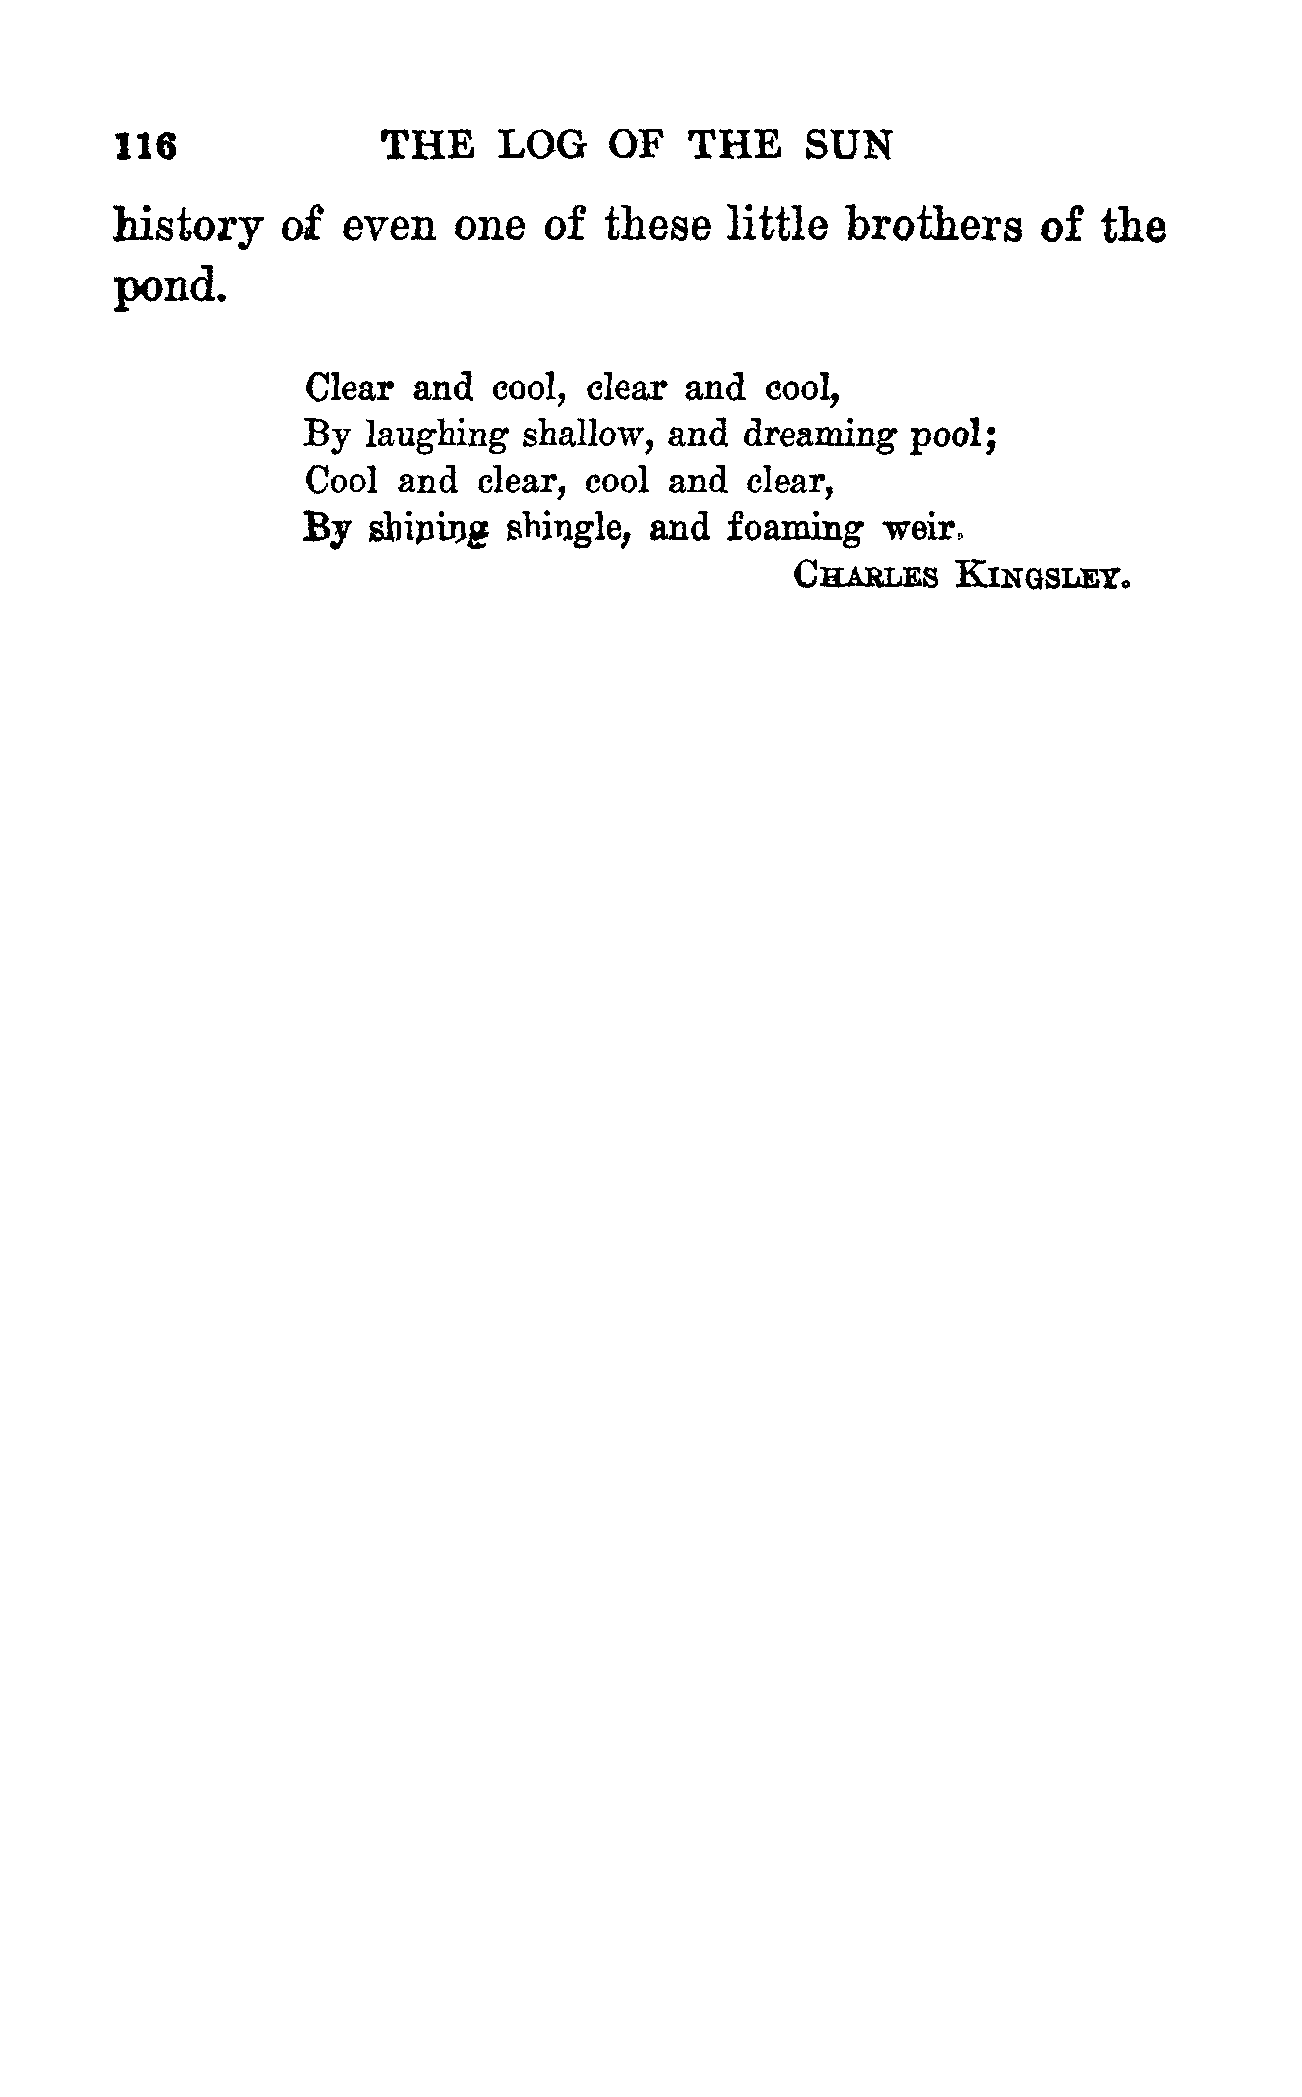 116 THE LOG OF THE SUN
history of even one of these little brothers of the
pond.
Clear and cool, clear and cool,
By laughing shallow, and dreaming pool;
Cool and clear, cool and clear,
By shining shingle, and foaming weir.
CHARLES KINGSLEY.